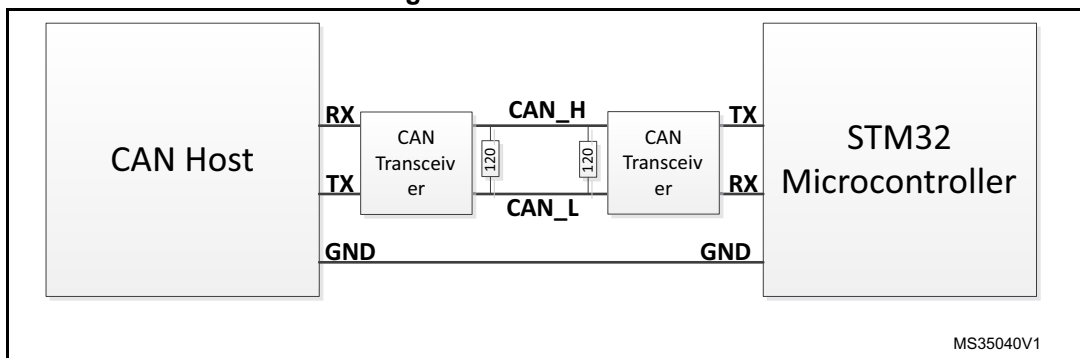 CAN Host
RX
TX
GND
CAN
Transceiv
er
CAN_H
120
120
CAN_L
CAN
Transceiv
er
TX
RX
GND
STM32
Microcontroller
MS35040V1